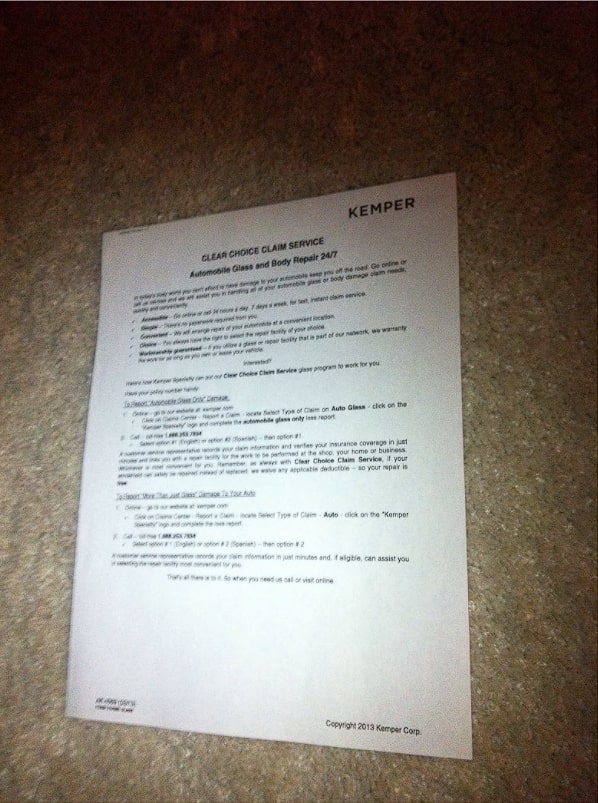 KEMPER
CLEAR CHOICE CLAIM SERVICE
Automobile Glass and Body Repair 24/7
In today's busy world you don't afford to have damage to your automobile keep you off the road. Go online or
call us and we will assist you in handling all of your automobile glass or body damage claim needs,
quickly and conveniently.
Accessible – Go online or call 24 hours a day, 7 days a week, for fast, instant claim service.
Simple – There's no paperwork required from you.
Convenient – We will arrange repair of your automobile at a convenient location.
Choice – You always have the right to select the repair facility of your choice.
Workmanship guaranteed – if you utilize a glass or repair facility that is part of our network, we warranty
the work for as long as you own or lease your vehicle.
Interested?
Here's how Kemper Specialty can put our Clear Choice Claim Service glass program to work for you.
Have your policy number handy.
To Report "Automobile Glass Only" Damage
Online – go to our website at kemper.com
Click on Claims Center - Report a Claim - locate Select Type of Claim on Auto Glass - click on the
"Kemper Specialty" logo and complete the automobile glass only loss report.
Call – toll free
Select option #1 (English) or option #2 (Spanish) – then option #1
A customer service representative records your claim information and verifies your insurance coverage in just
minutes and links you with a repair facility for the work to be performed at the shop, your home or business,
whichever is most convenient for you. Remember, as always with Clear Choice Claim Service, if your
windshield can safely be repaired instead of replaced, we waive any applicable deductible – so your repair is
free.
To Report "More Than Just Glass" Damage To Your Auto
Online - go to our website at kemper.com
Click on Claims Center - Report a Claim - locate Select Type of Claim - Auto - click on the "Kemper
Specialty" logo and complete the loss report.
Call – toll free
Select option #1 (English) or option #2 (Spanish) – then option #2
A customer service representative records your claim information in just minutes and, if eligible, can assist you
in selecting the repair facility most convenient for you.
That's all there is to it. So when you need us call or visit online.
Copyright 2013 Kemper Corp.